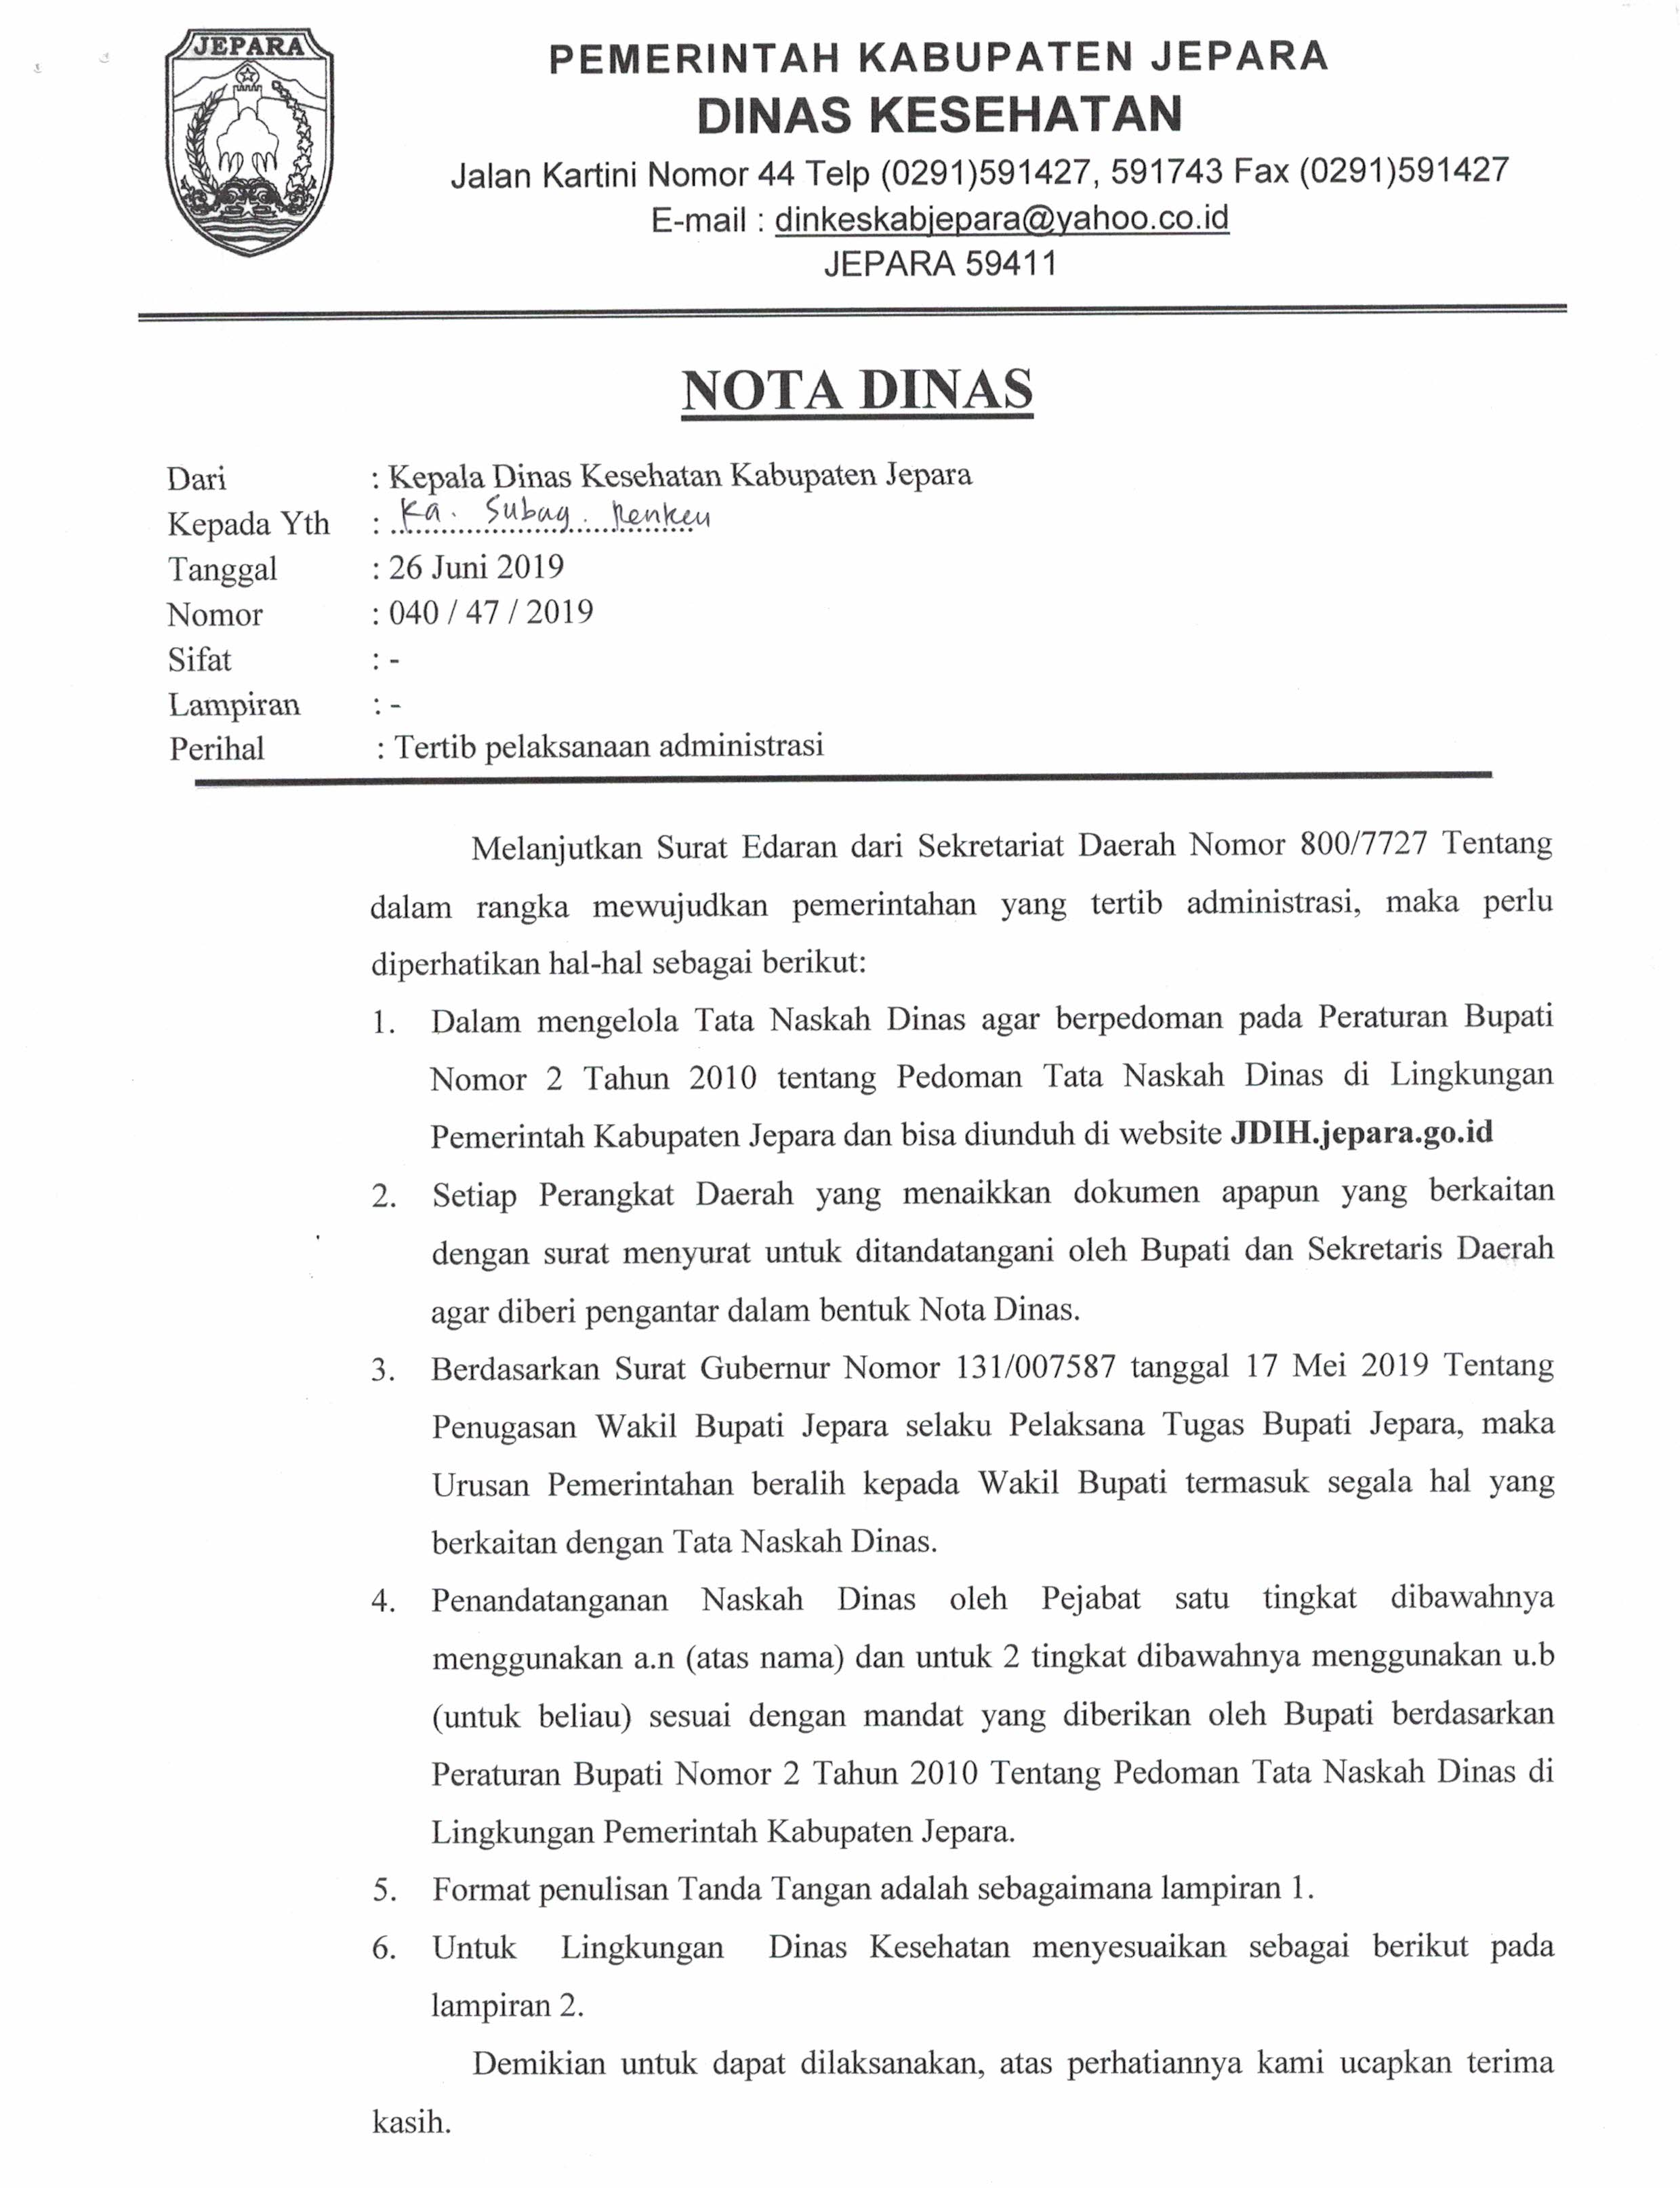 JEPARA
PEMERINTAH KABUPATEN JEPARA
DINAS KESEHATAN
Jalan Kartini Nomor 44 Telp (0291)591427, 591743 Fax (0291)591427
E-mail : dinkeskabjepara@yahoo.co.id
JEPARA 59411
NOTA DINAS
Dari : Kepala Dinas Kesehatan Kabupaten Jepara
Kepada Yth : Ka. Subag. Renkeu
Tanggal : 26 Juni 2019
Nomor : 040 / 47 / 2019
Sifat : -
Lampiran : -
Perihal : Tertib pelaksanaan administrasi
Melanjutkan Surat Edaran dari Sekretariat Daerah Nomor 800/7727 Tentang
dalam rangka mewujudkan pemerintahan yang tertib administrasi, maka perlu
diperhatikan hal-hal sebagai berikut:
1. Dalam mengelola Tata Naskah Dinas agar berpedoman pada Peraturan Bupati
Nomor 2 Tahun 2010 tentang Pedoman Tata Naskah Dinas di Lingkungan
Pemerintah Kabupaten Jepara dan bisa diunduh di website JDIH.jepara.go.id
2. Setiap Perangkat Daerah yang menaikkan dokumen apapun yang berkaitan
dengan surat menyurat untuk ditandatangani oleh Bupati dan Sekretaris Daerah
agar diberi pengantar dalam bentuk Nota Dinas.
3. Berdasarkan Surat Gubernur Nomor 131/007587 tanggal 17 Mei 2019 Tentang
Penugasan Wakil Bupati Jepara selaku Pelaksana Tugas Bupati Jepara, maka
Urusan Pemerintahan beralih kepada Wakil Bupati termasuk segala hal yang
berkaitan dengan Tata Naskah Dinas.
4. Penandatanganan Naskah Dinas oleh Pejabat satu tingkat dibawahnya
menggunakan a.n (atas nama) dan untuk 2 tingkat dibawahnya menggunakan u.b
(untuk beliau) sesuai dengan mandat yang diberikan oleh Bupati berdasarkan
Peraturan Bupati Nomor 2 Tahun 2010 Tentang Pedoman Tata Naskah Dinas di
Lingkungan Pemerintah Kabupaten Jepara.
5. Format penulisan Tanda Tangan adalah sebagaimana lampiran 1.
6. Untuk Lingkungan Dinas Kesehatan menyesuaikan sebagai berikut pada
lampiran 2.
Demikian untuk dapat dilaksanakan, atas perhatiannya kami ucapkan terima
kasih.